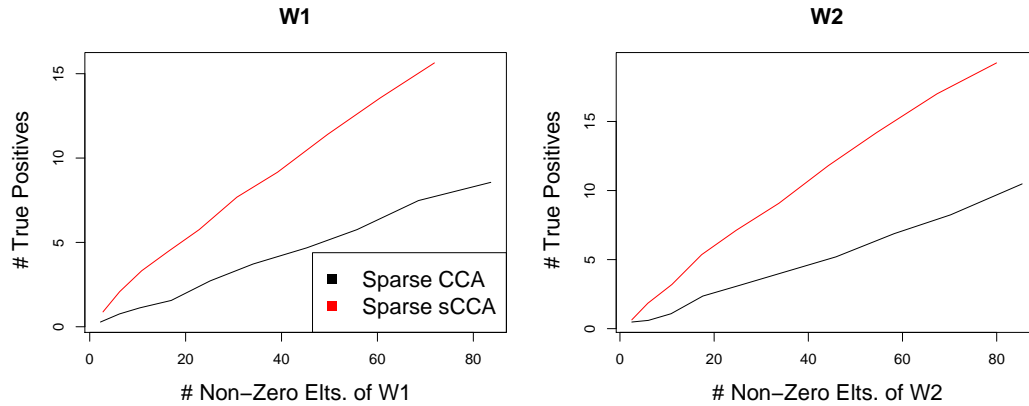 W1
# True Positives
15
10
5
0
0 20 40 60 80
# Non−Zero Elts. of W1
Sparse CCA
Sparse sCCA
W2
# True Positives
15
10
5
0
0 20 40 60 80
# Non−Zero Elts. of W2